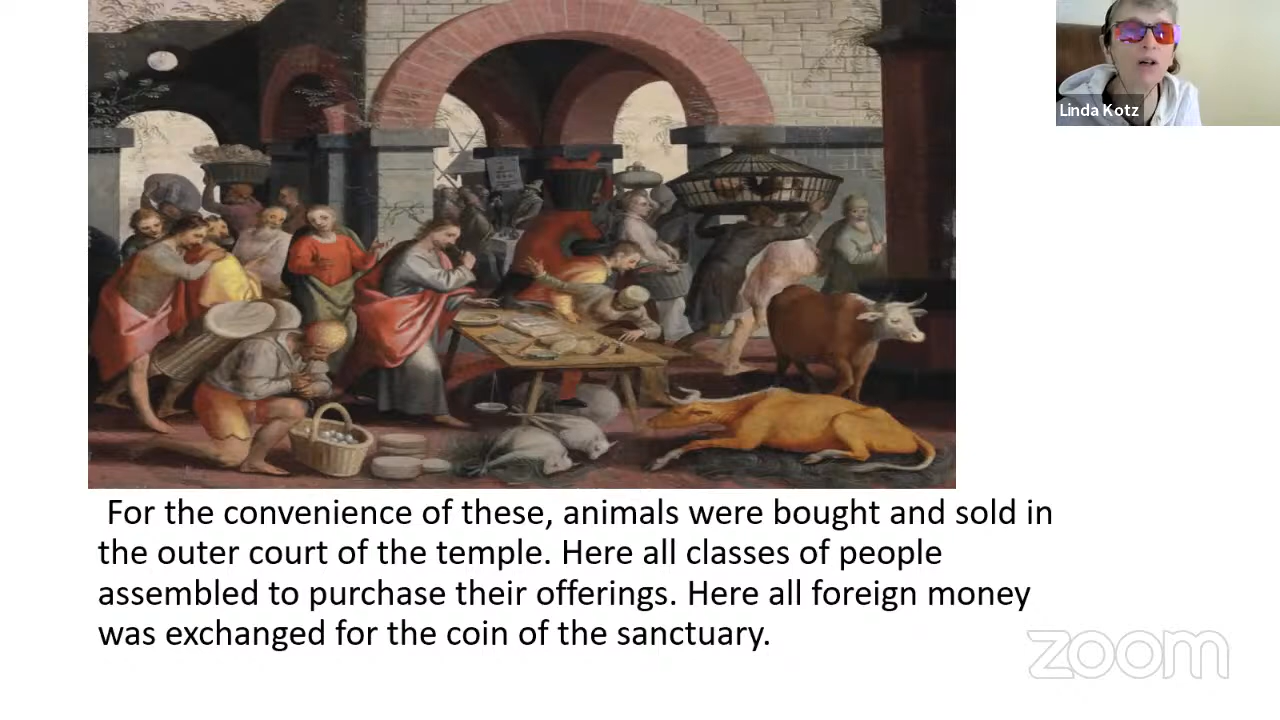 Linda Kotz
For the convenience of these, animals were bought and sold in
the outer court of the temple. Here all classes of people
assembled to purchase their offerings. Here all foreign money
was exchanged for the coin of the sanctuary.
zoom